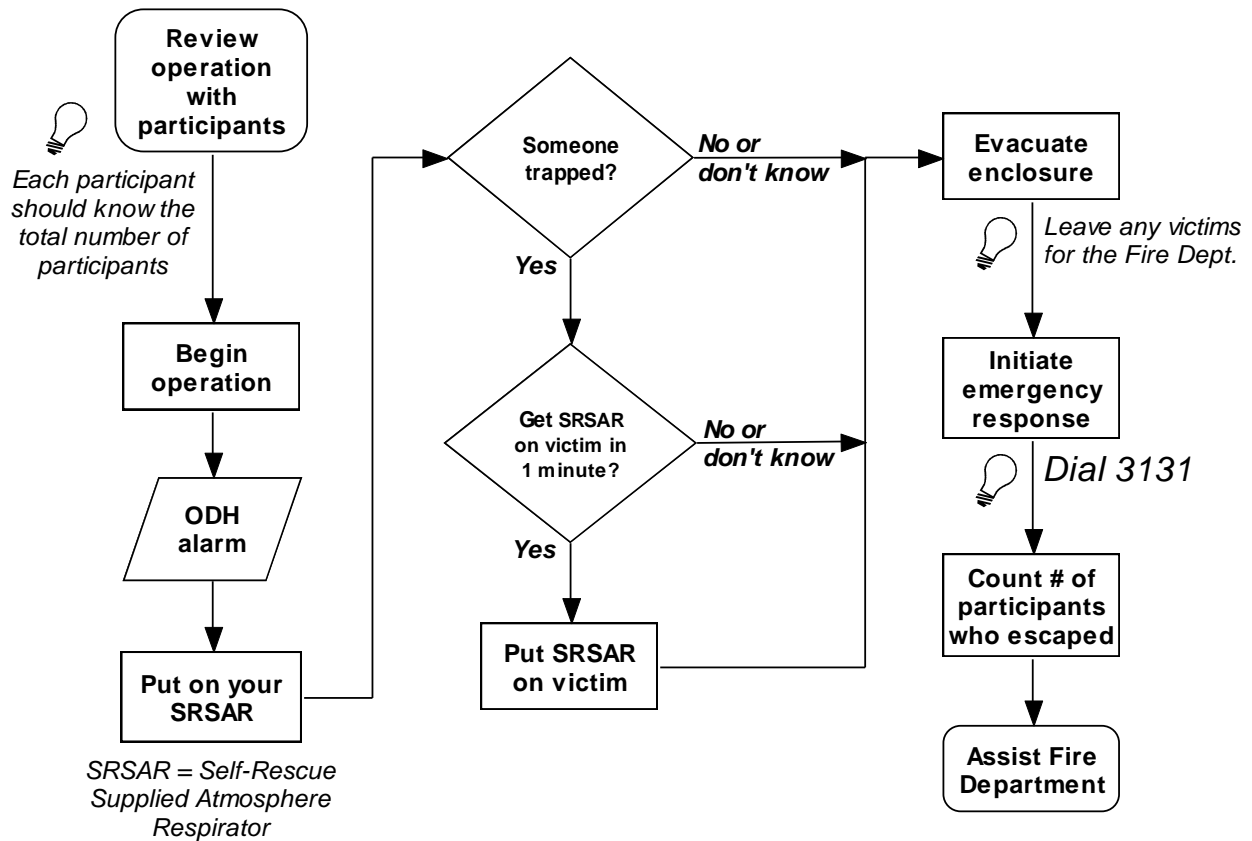 Review
operation
with
participants
Each participant
should know the
total number of
participants
Begin
operation
ODH
alarm
Put on your
SRSAR
SRSAR = Self-Rescue
Supplied Atmosphere
Respirator
Someone
trapped?
No or
don't know
Yes
Get SRSAR
on victim in
1 minute?
No or
don't know
Yes
Put SRSAR
on victim
Evacuate
enclosure
Leave any victims
for the Fire Dept.
Initiate
emergency
response
Dial 3131
Count # of
participants
who escaped
Assist Fire
Department